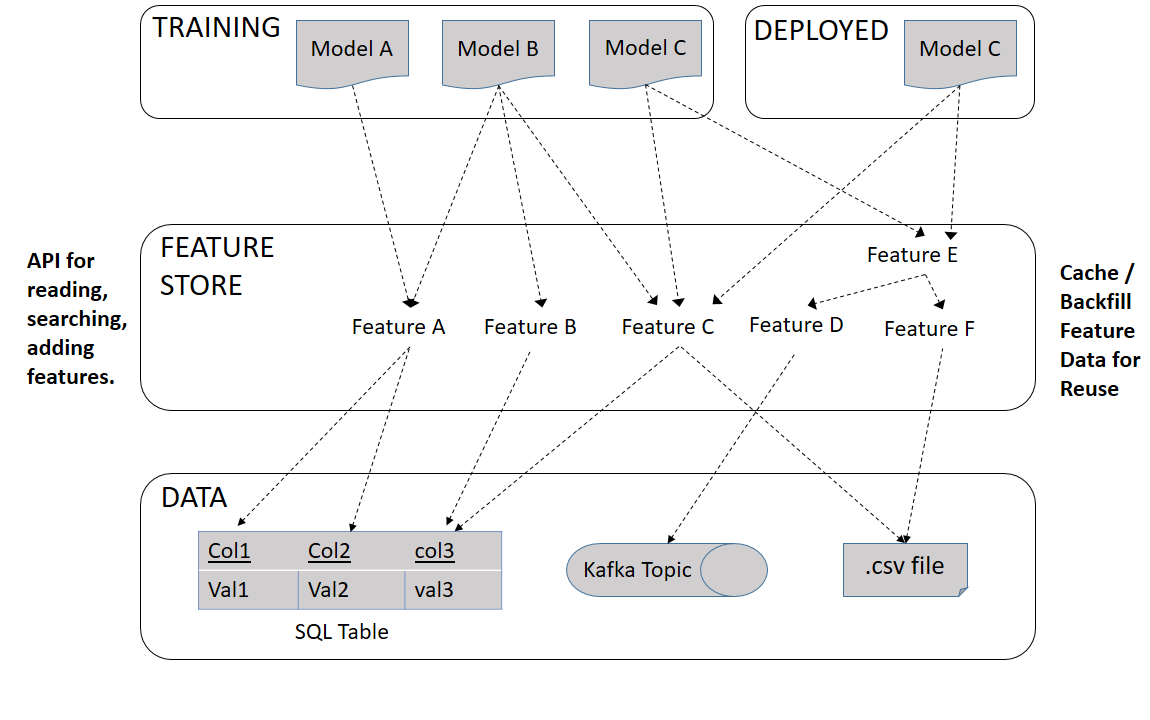 TRAINING
Model A
Model B
Model C
DEPLOYED
Model C
FEATURE
STORE
Feature E
Feature A
Feature B
Feature C
Feature D
Feature F
API for
reading,
searching,
adding
features.
Cache /
Backfill
Feature
Data for
Reuse
DATA
Col1
Col2
col3
Val1
Val2
val3
SQL Table
Kafka Topic
.csv file